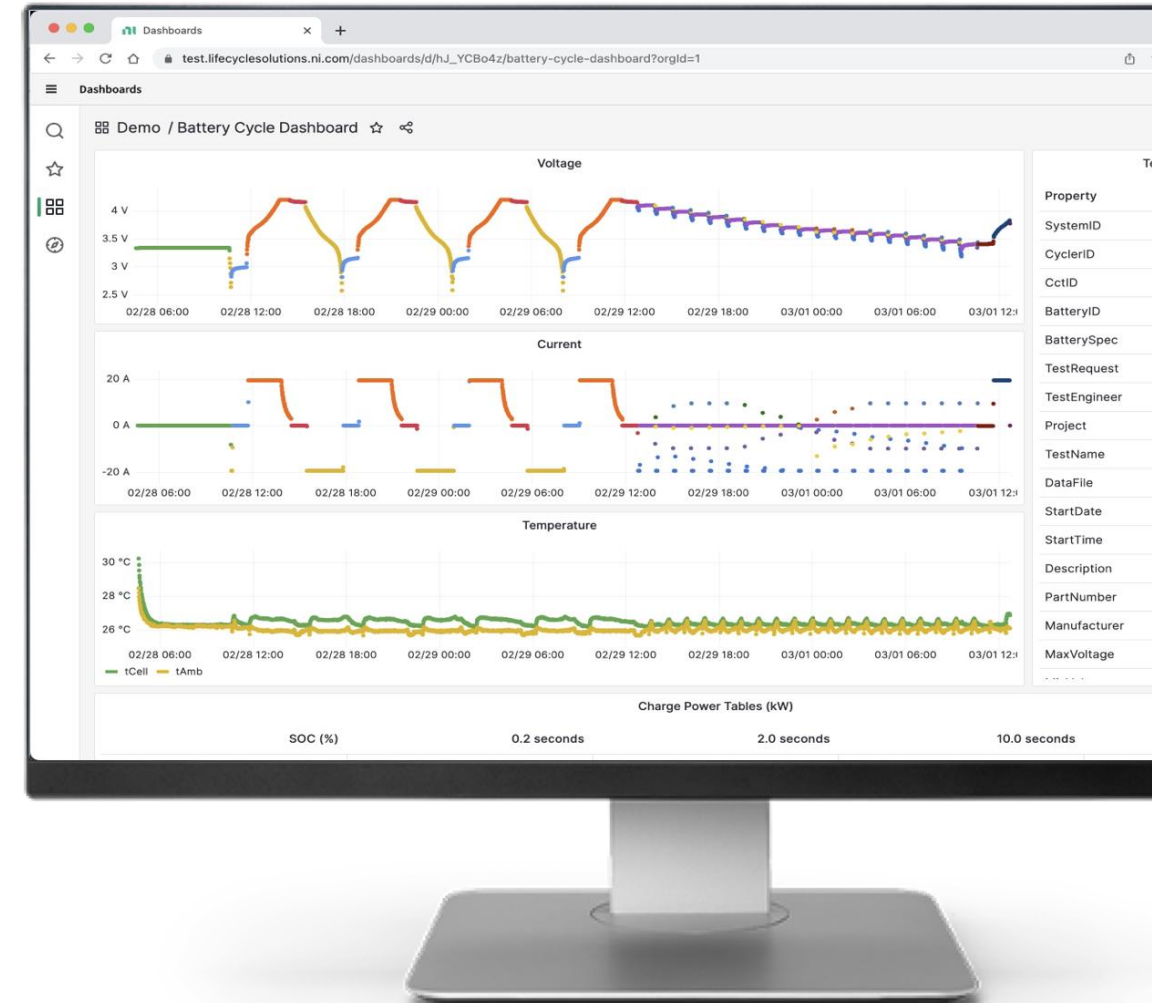 Dashboards
test.lifecyclesolutions.ni.com/dashboards/d/hJ_YCBo4z/battery-cycle-dashboard?orgId=1
Dashboards
Demo / Battery Cycle Dashboard
Voltage
4 V
3.5 V
3 V
2.5 V
02/28 06:00 02/28 12:00 02/28 18:00 02/29 00:00 02/29 06:00 02/29 12:00 02/29 18:00 03/01 00:00 03/01 06:00 03/01 12:
Current
20 A
0 A
-20 A
02/28 06:00 02/28 12:00 02/28 18:00 02/29 00:00 02/29 06:00 02/29 12:00 02/29 18:00 03/01 00:00 03/01 06:00 03/01 12:
Temperature
30 °C
28 °C
26 °C
02/28 06:00 02/28 12:00 02/28 18:00 02/29 00:00 02/29 06:00 02/29 12:00 02/29 18:00 03/01 00:00 03/01 06:00 03/01 12:
tCell tAmb
Property
SystemID
CyclerID
CctID
BatteryID
BatterySpec
TestRequest
TestEngineer
Project
TestName
DataFile
StartDate
StartTime
Description
PartNumber
Manufacturer
MaxVoltage
Charge Power Tables (kW)
SOC (%) 0.2 seconds 2.0 seconds 10.0 seconds